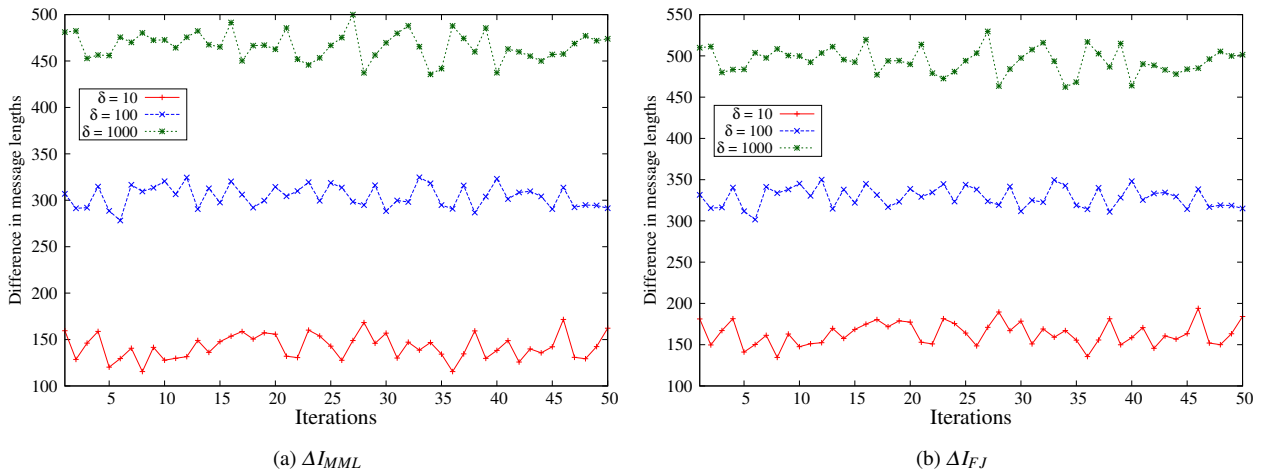 Difference in message lengths
500
450
400
350
300
250
200
150
100
δ = 10
δ = 100
δ = 1000
5 10 15 20 25 30 35 40 45 50
Iterations
(a) ΔI_MML
Difference in message lengths
550
500
450
400
350
300
250
200
150
100
δ = 10
δ = 100
δ = 1000
5 10 15 20 25 30 35 40 45 50
Iterations
(b) ΔI_FJ